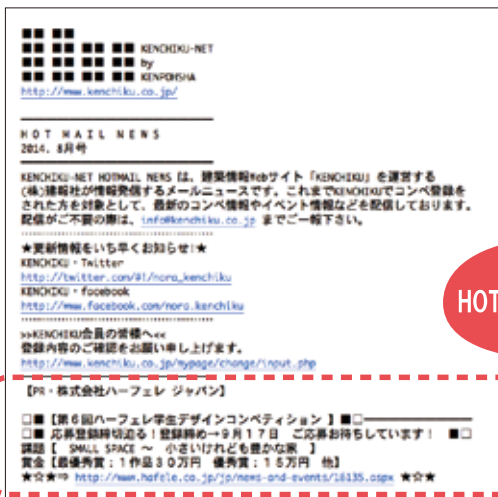 KENCHIKU-NET
by
KENPOHSHA
http://www.kenchiku.co.jp/
HOT MAIL NEWS
2014. 8月号
KENCHIKU-NET HOTMAIL NEWS は、建築情報Webサイト「KENCHIKU」を運営する
(株)建報社が情報発信するメールニュースです。これまでKENCHIKUでコンペ登録を
された方を対象として、最新のコンペ情報やイベント情報などを配信しております。
配信がご不要の際は、info@kenchiku.co.jp までご一報下さい。
★更新情報をいち早くお知らせ!★
KENCHIKU・Twitter
http://twitter.com/#!/nora_kenchiku
KENCHIKU・facebook
http://www.facebook.com/nora.kenchiku
>>KENCHIKU会員の皆様へ<<
登録内容のご確認をお願い申し上げます。
http://www.kenchiku.co.jp/mypage/change/input.php
HOT
【PR・株式会社ハーフェレ ジャパン】
□■【第6回ハーフェレ学生デザインコンペティション 】■□
□■ 応募登録締切迫る!登録締め→9月17日 ご応募お待ちしています! ■□
課題【 SMALL SPACE ～ 小さいけれども豊かな家 】
賞金【最優秀賞:1作品30万円 優秀賞:15万円 他】
★☆★⇒ http://www.hafele.co.jp/jp/news-and-events/16135.aspx ★☆★